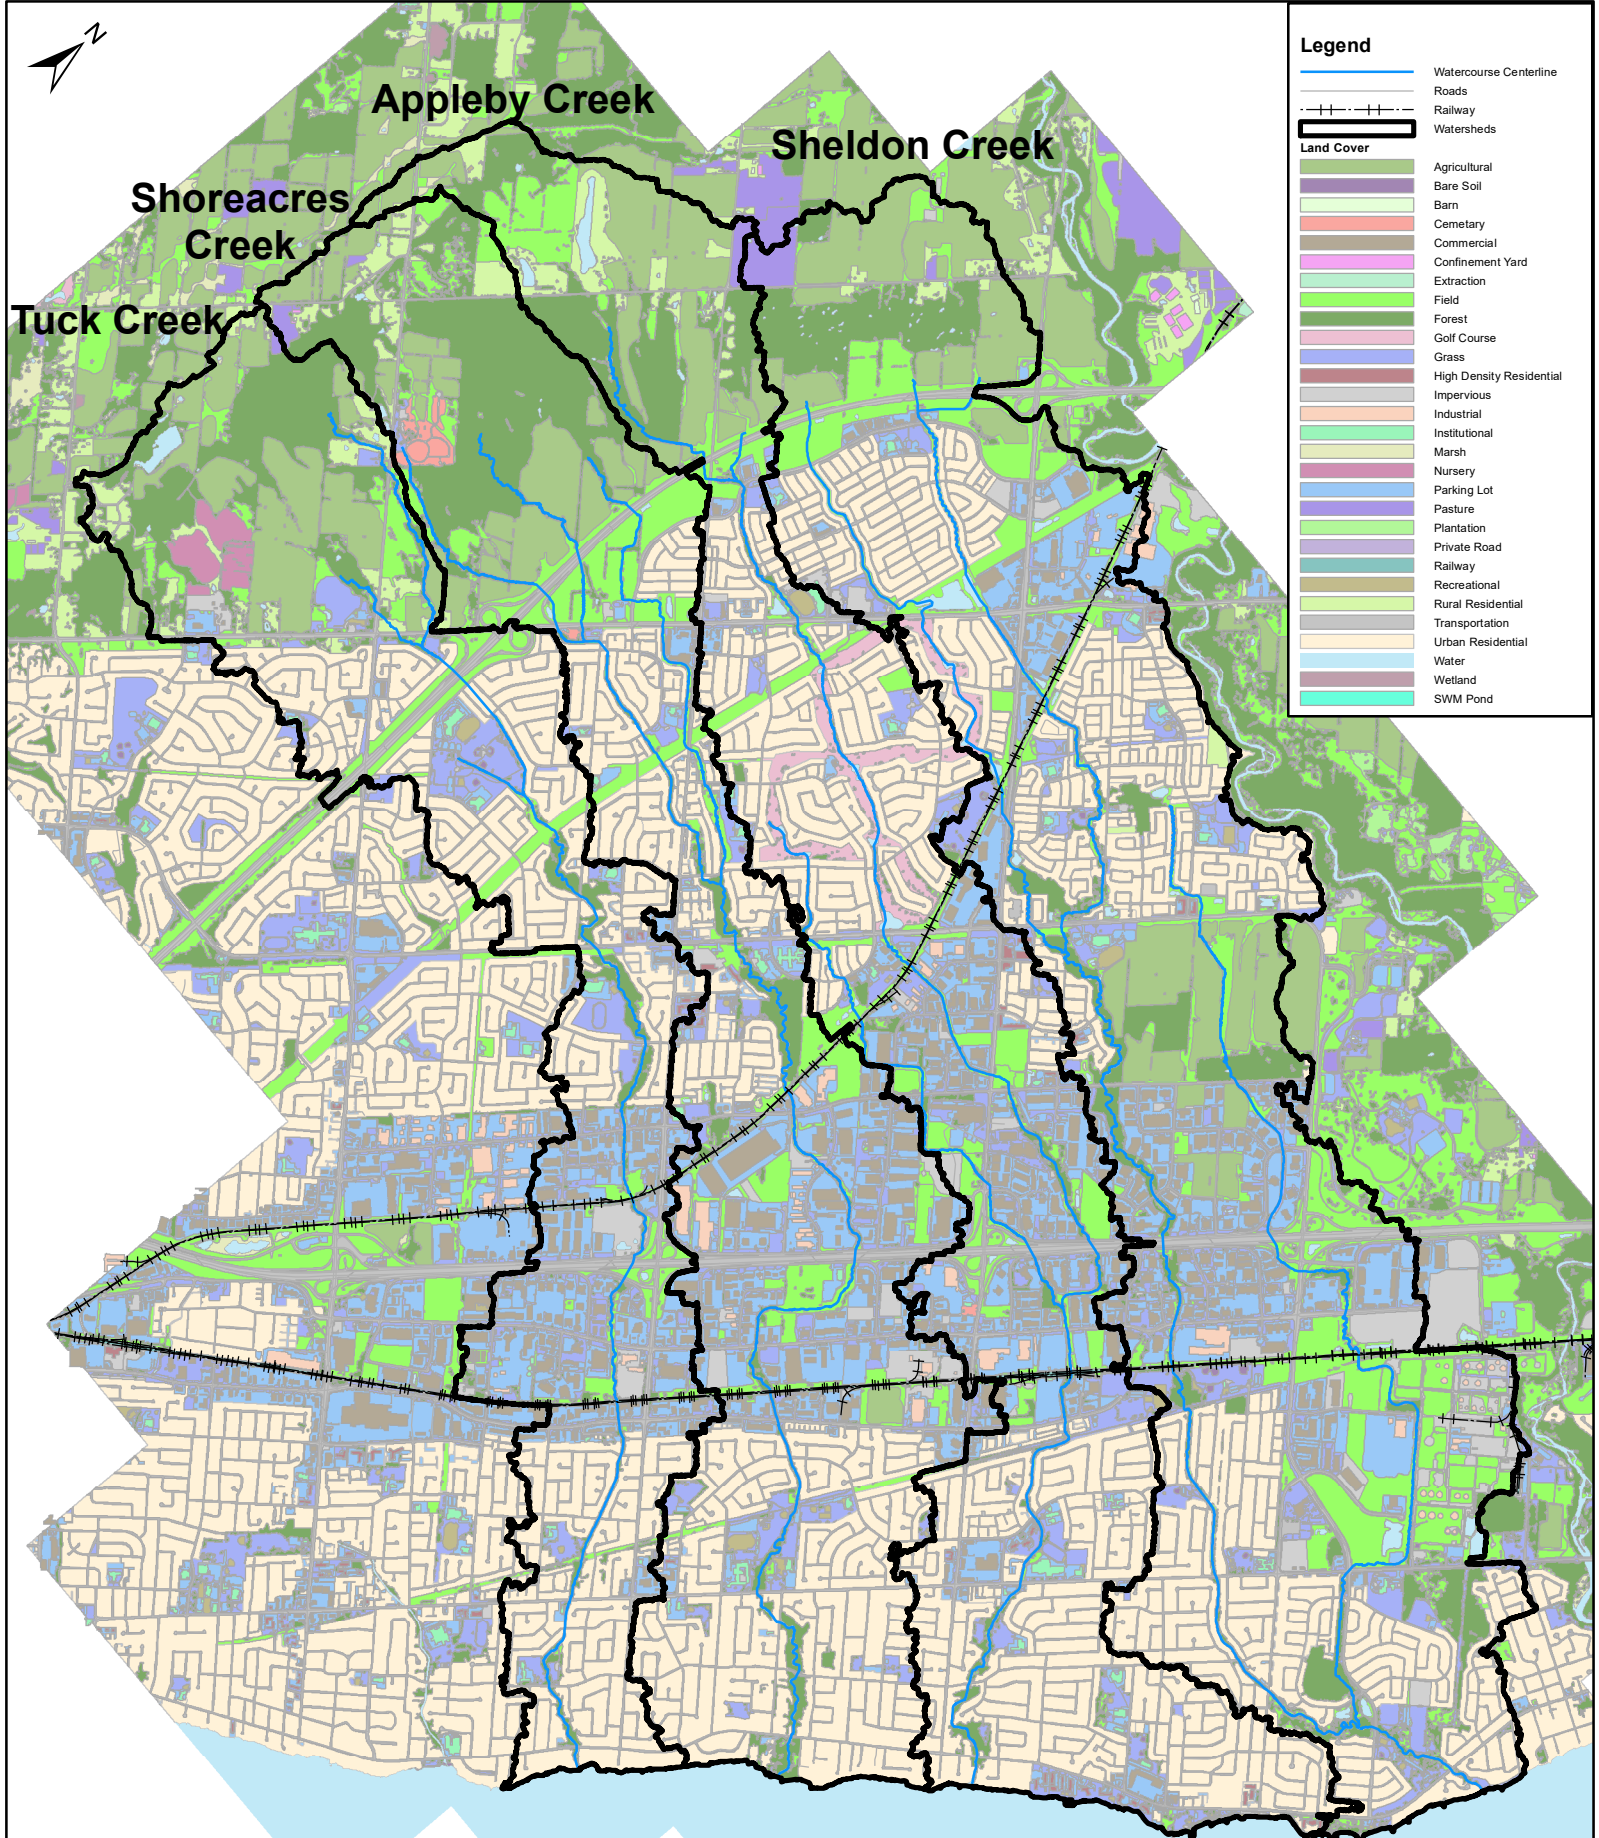 N
Appleby Creek
Sheldon Creek
Shoreacres
Creek
Tuck Creek
Legend
Watercourse Centerline
Roads
Railway
Watersheds
Land Cover
Agricultural
Bare Soil
Barn
Cemetary
Commercial
Confinement Yard
Extraction
Field
Forest
Golf Course
Grass
High Density Residential
Impervious
Industrial
Institutional
Marsh
Nursery
Parking Lot
Pasture
Plantation
Private Road
Railway
Recreational
Rural Residential
Transportation
Urban Residential
Water
Wetland
SWM Pond